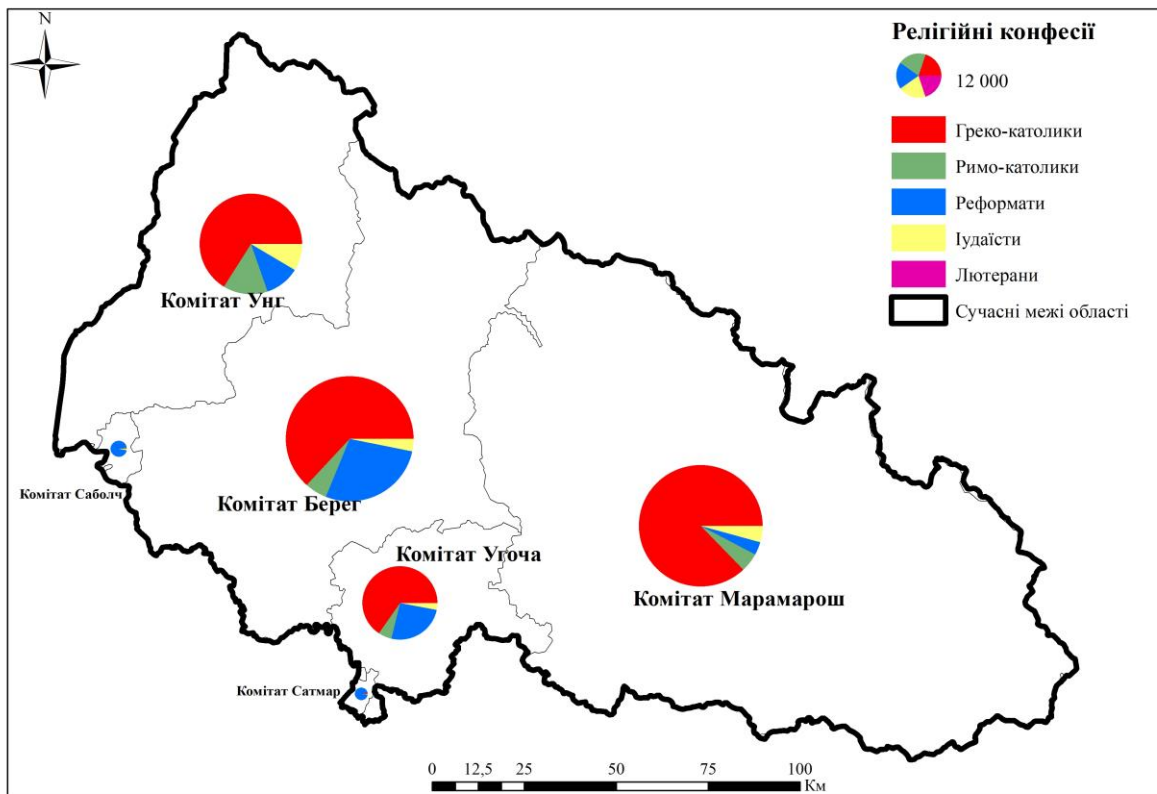 N
Релігійні конфесії
12 000
Греко-католики
Римо-католики
Реформати
Іудаїсти
Лютерани
Сучасні межі області
Комітат Унг
Комітат Саболч
Комітат Берег
Комітат Угоча
Комітат Марамарош
Комітат Сатмар
0 12,5 25 50 75 100
Км